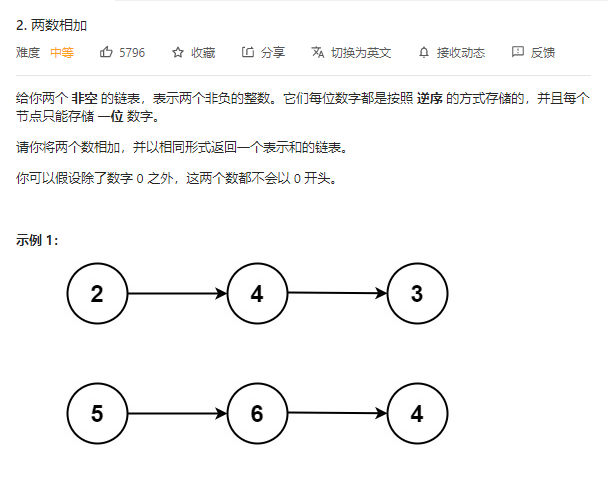 2. 两数相加
难度 中等 5796 收藏 分享 切换为英文 接收动态 反馈
给你两个 非空 的链表，表示两个非负的整数。它们每位数字都是按照 逆序 的方式存储的，并且每个
节点只能存储 一位 数字。
请你将两个数相加，并以相同形式返回一个表示和的链表。
你可以假设除了数字 0 之外，这两个数都不会以 0 开头。
示例 1：
2 4 3
5 6 4